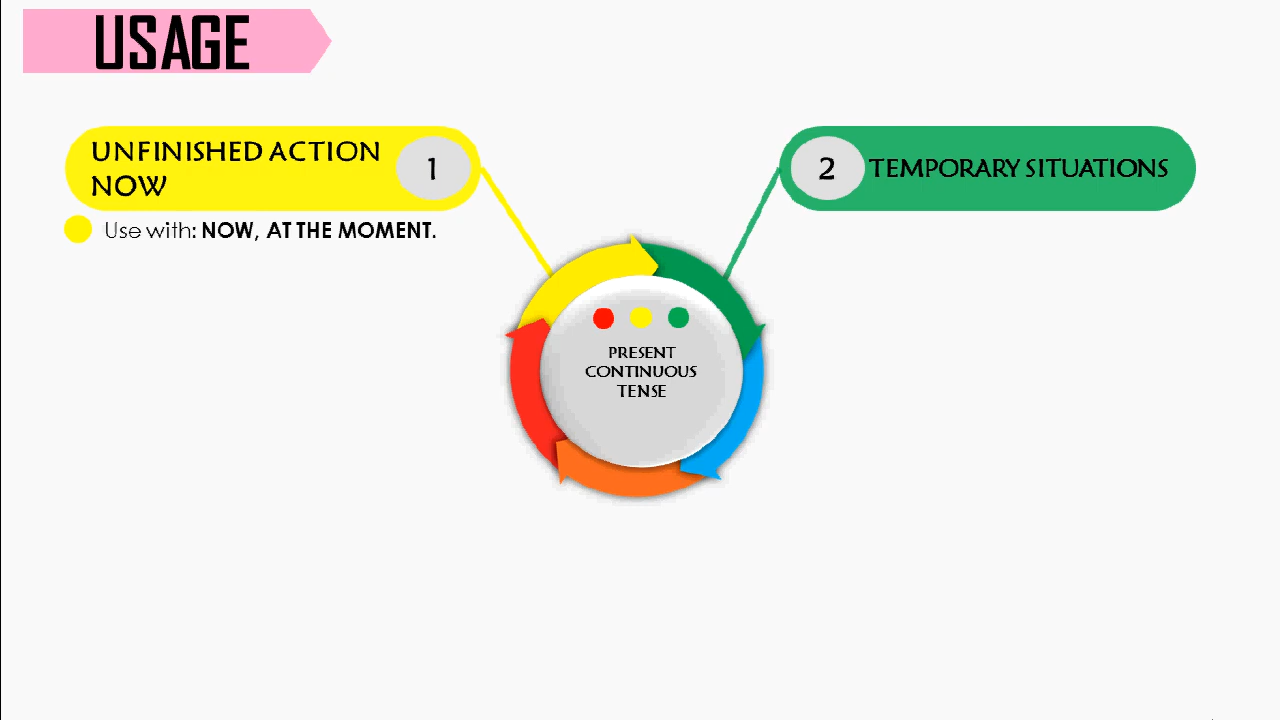 USAGE
UNFINISHED ACTION
NOW
1
Use with: NOW, AT THE MOMENT.
2
TEMPORARY SITUATIONS
PRESENT
CONTINUOUS
TENSE